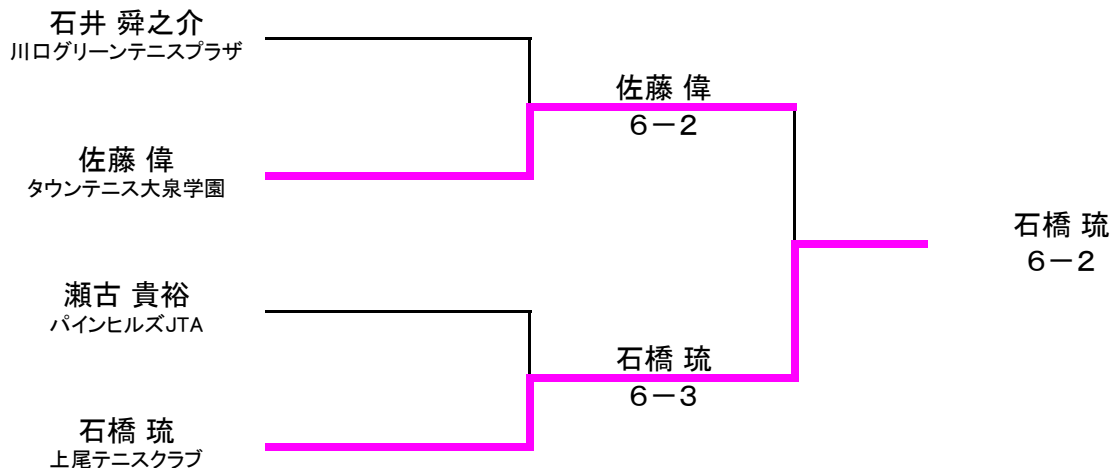 石井 舜之介
川口グリーンテニスプラザ
佐藤 偉
6－2
佐藤 偉
タウンテニス大泉学園
石橋 琉
6－2
瀬古 貴裕
パインヒルズJTA
石橋 琉
6－3
石橋 琉
上尾テニスクラブ